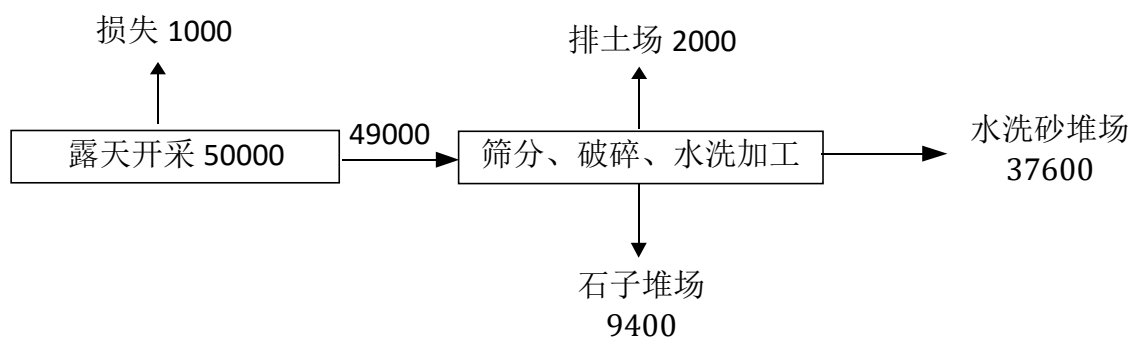 损失 1000
排土场 2000
露天开采 50000
49000
筛分、破碎、水洗加工
水洗砂堆场
37600
石子堆场
9400